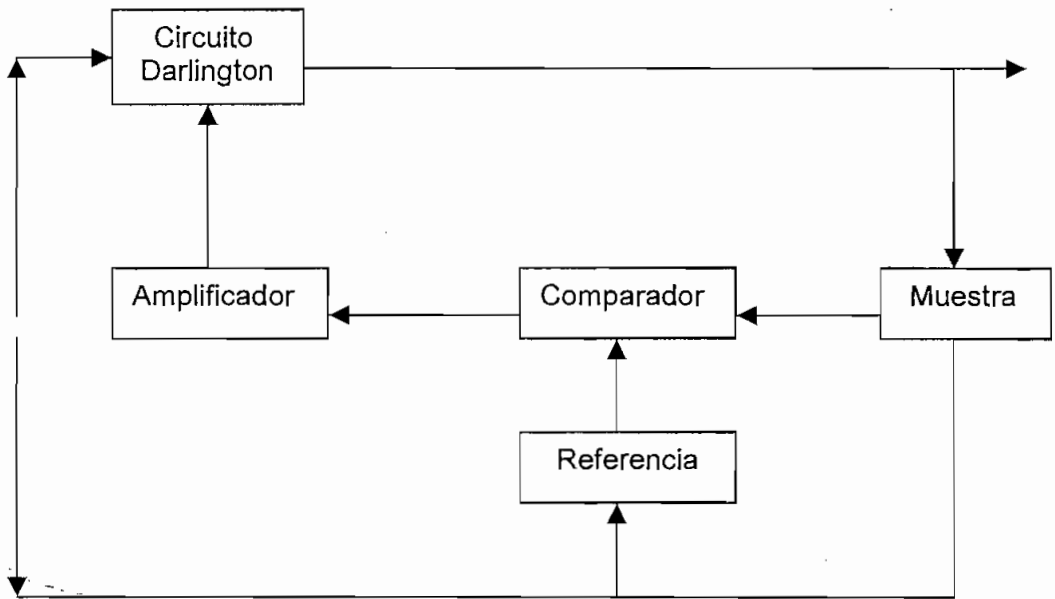 Circuito
Darlington
Amplificador
Comparador
Muestra
Referencia